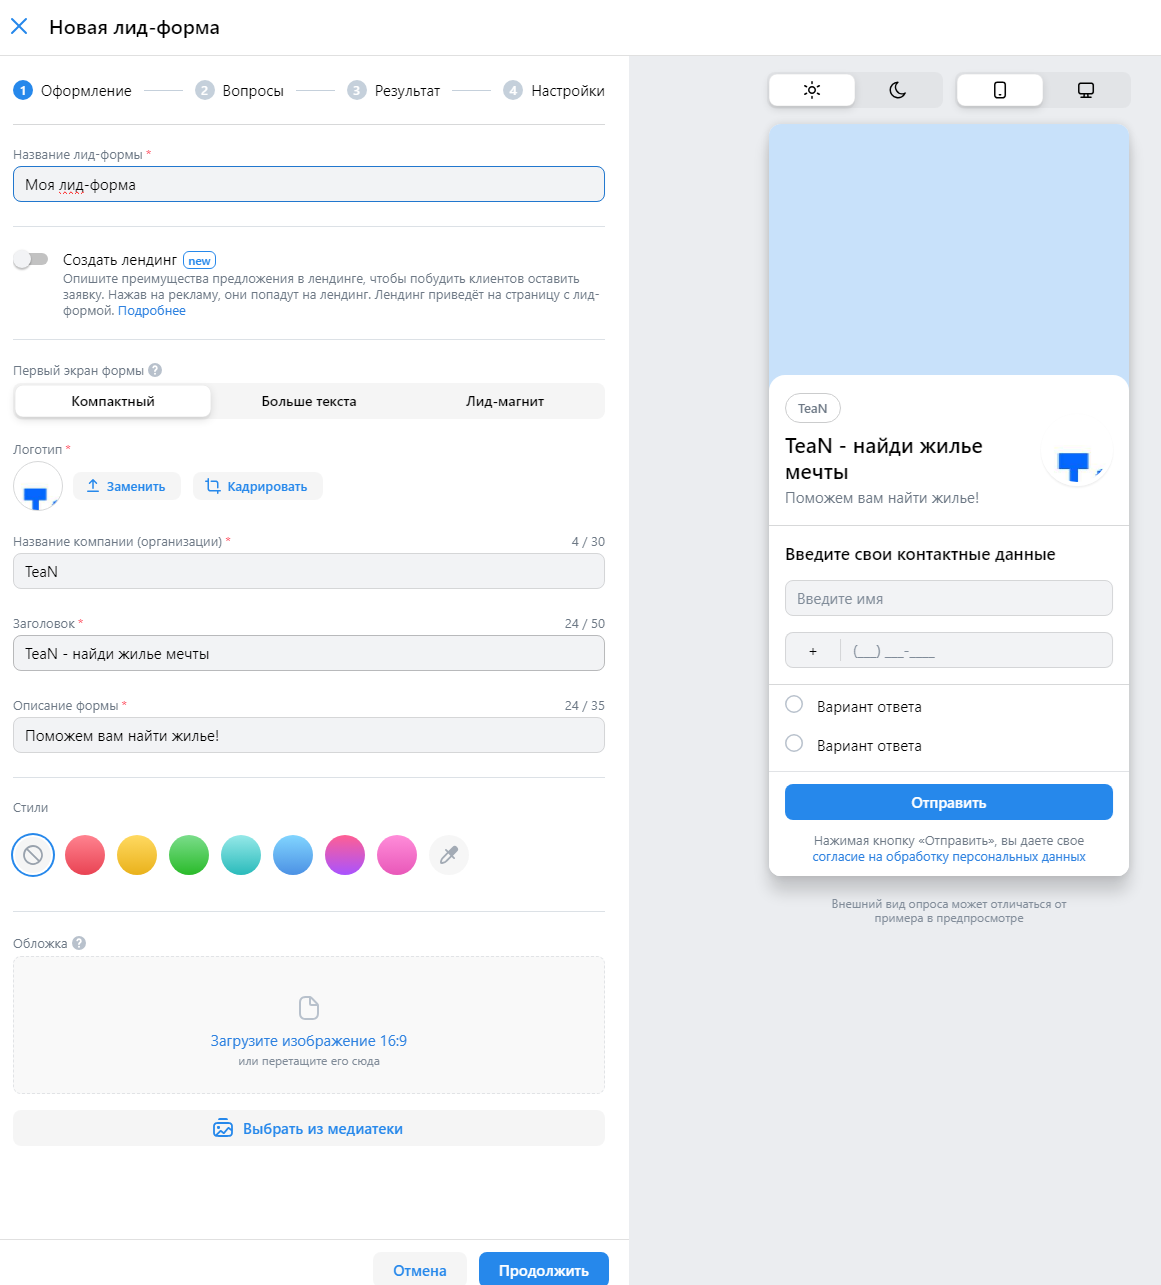 Новая лид-форма
1 Оформление 2 Вопросы 3 Результат 4 Настройки
Название лид-формы *
Моя лид-форма
Создать лендинг new
Опишите преимущества предложения в лендинге, чтобы побудить клиентов оставить
заявку. Нажав на рекламу, они попадут на лендинг. Лендинг приведёт на страницу с лид-
формой. Подробнее
Первый экран формы ?
Компактный Больше текста Лид-магнит
Логотип *
Заменить Кадрировать
Название компании (организации) * 4 / 30
TeaN
Заголовок * 24 / 50
TeaN - найди жилье мечты
Описание формы * 24 / 35
Поможем вам найти жилье!
Стили
Обложка ?
Загрузите изображение 16:9
или перетащите его сюда
Выбрать из медиатеки
Отмена Продолжить
TeaN
TeaN - найди жилье
мечты
Поможем вам найти жилье!
Введите свои контактные данные
Введите имя
+ (___) ___-____
Вариант ответа
Вариант ответа
Отправить
Нажимая кнопку «Отправить», вы даете свое
согласие на обработку персональных данных
Внешний вид опроса может отличаться от
примера в предпросмотре